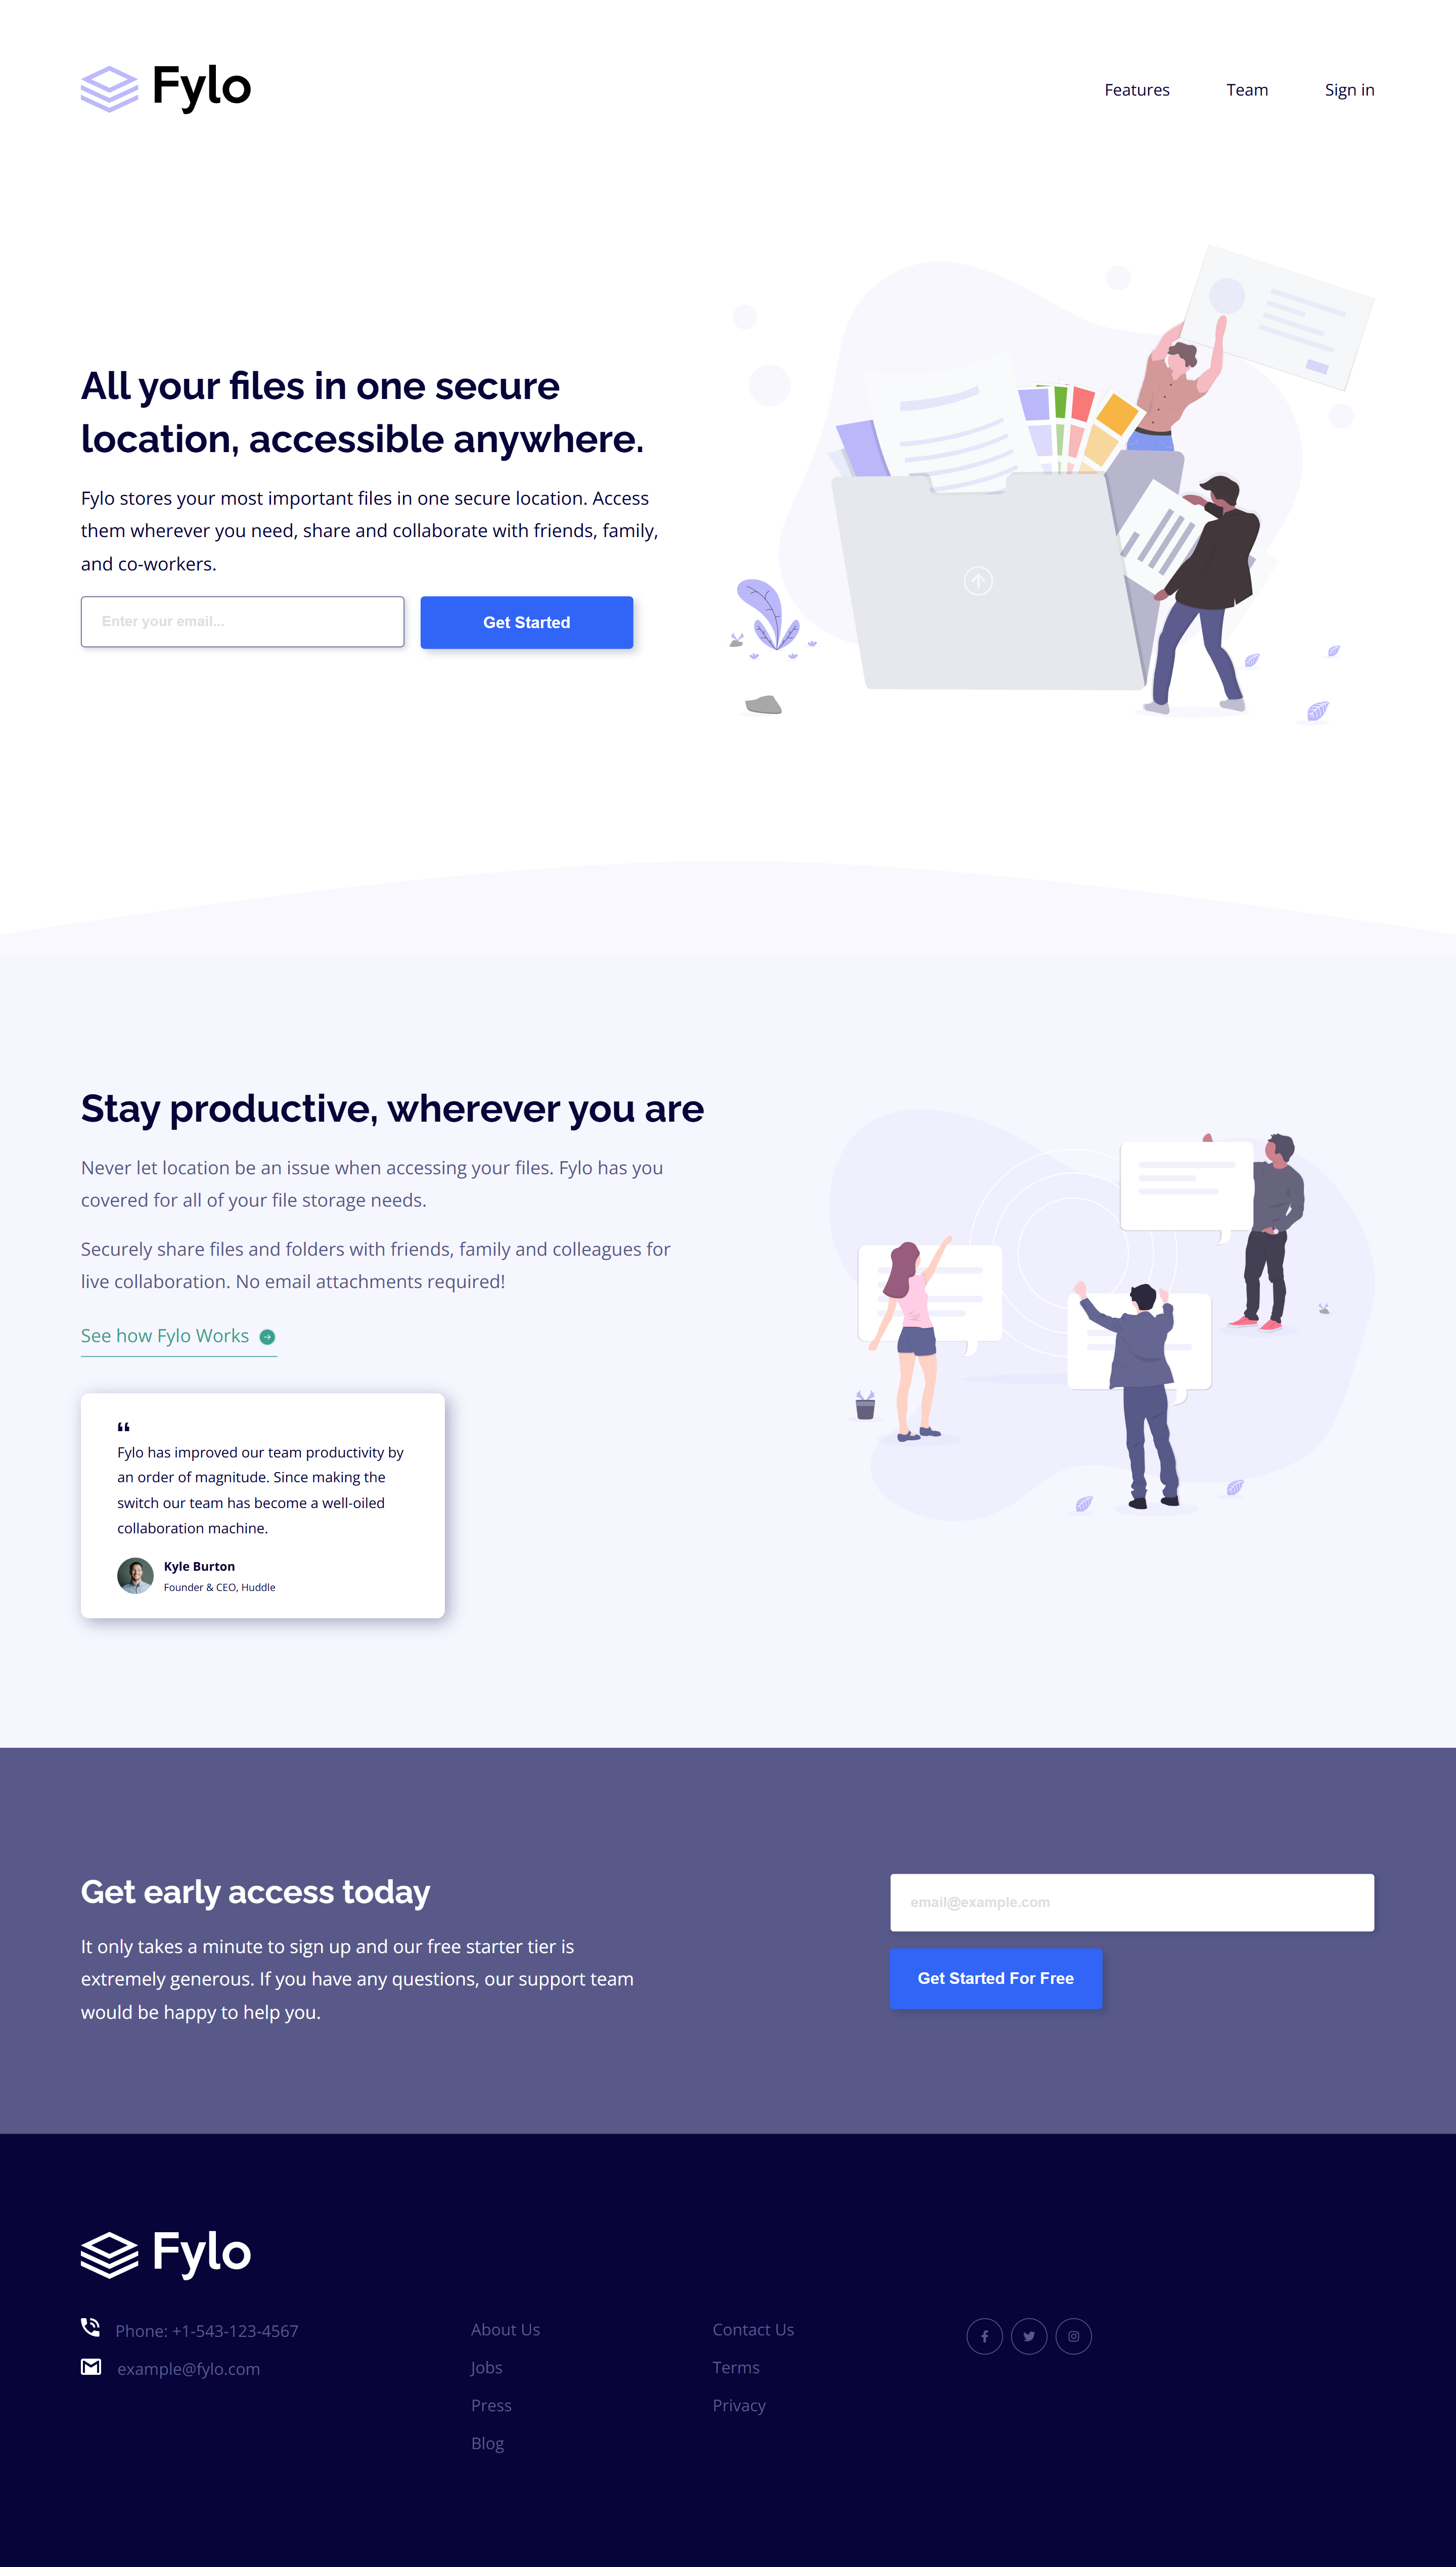 Fylo
Features
Team
Sign in
All your files in one secure
location, accessible anywhere.
Fylo stores your most important files in one secure location. Access
them wherever you need, share and collaborate with friends, family,
and co-workers.
Enter your email...
Get Started
Stay productive, wherever you are
Never let location be an issue when accessing your files. Fylo has you
covered for all of your file storage needs.
Securely share files and folders with friends, family and colleagues for
live collaboration. No email attachments required!
See how Fylo Works
“
Fylo has improved our team productivity by
an order of magnitude. Since making the
switch our team has become a well-oiled
collaboration machine.
Kyle Burton
Founder & CEO, Huddle
Get early access today
It only takes a minute to sign up and our free starter tier is
extremely generous. If you have any questions, our support team
would be happy to help you.
email@example.com
Get Started For Free
Fylo
Phone: +1-543-123-4567
example@fylo.com
About Us
Jobs
Press
Blog
Contact Us
Terms
Privacy